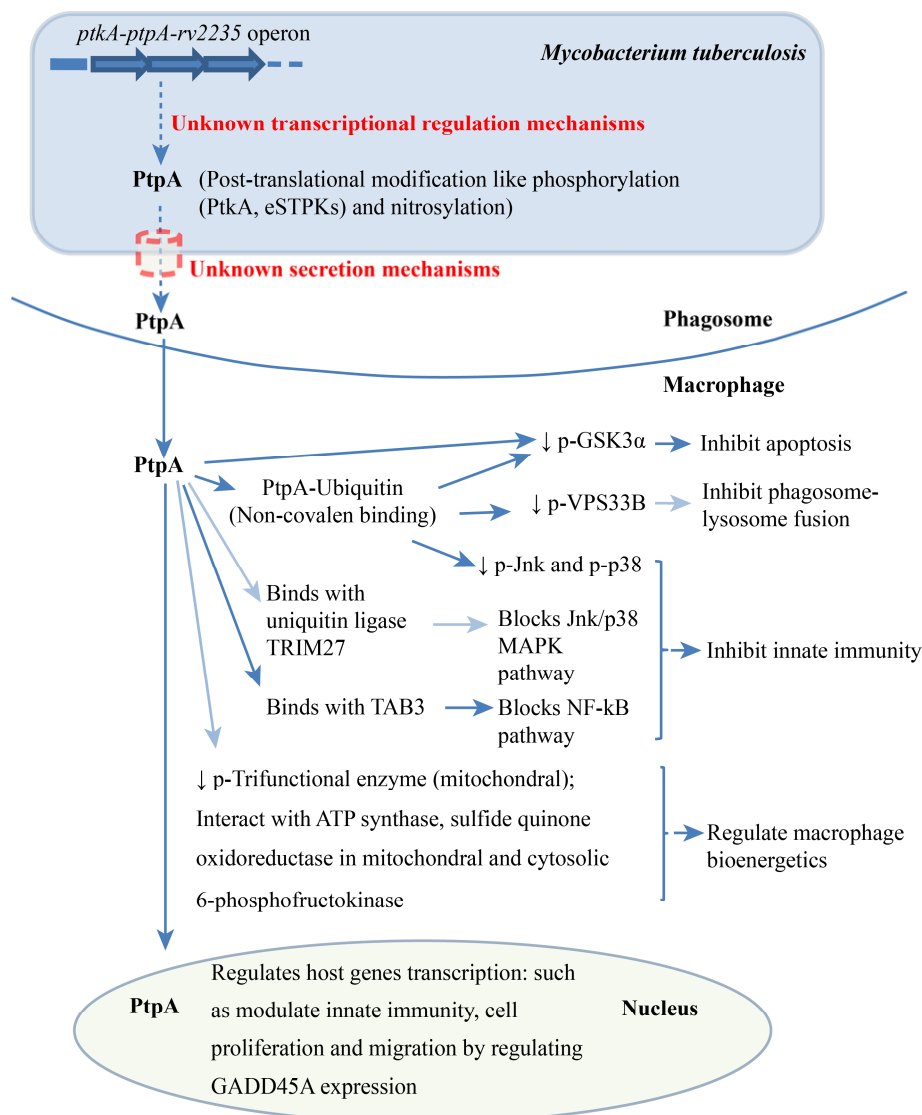 ptkA-ptpA-rv2235 operon
Mycobacterium tuberculosis
Unknown transcriptional regulation mechanisms
PtpA (Post-translational modification like phosphorylation
(PtkA, eSTPKs) and nitrosylation)
Unknown secretion mechanisms
PtpA
Phagosome
Macrophage
PtpA
↓ p-GSK3α
Inhibit apoptosis
PtpA-Ubiquitin
(Non-covalen binding)
↓ p-VPS33B
Inhibit phagosome-
lysosome fusion
↓ p-Jnk and p-p38
Binds with
uniquitin ligase
TRIM27
Blocks Jnk/p38
MAPK
pathway
Inhibit innate immunity
Binds with TAB3
Blocks NF-kB
pathway
↓ p-Trifunctional enzyme (mitochondral);
Interact with ATP synthase, sulfide quinone
oxidoreductase in mitochondral and cytosolic
6-phosphofructokinase
Regulate macrophage
bioenergetics
PtpA
Regulates host genes transcription: such
as modulate innate immunity, cell
proliferation and migration by regulating
GADD45A expression
Nucleus